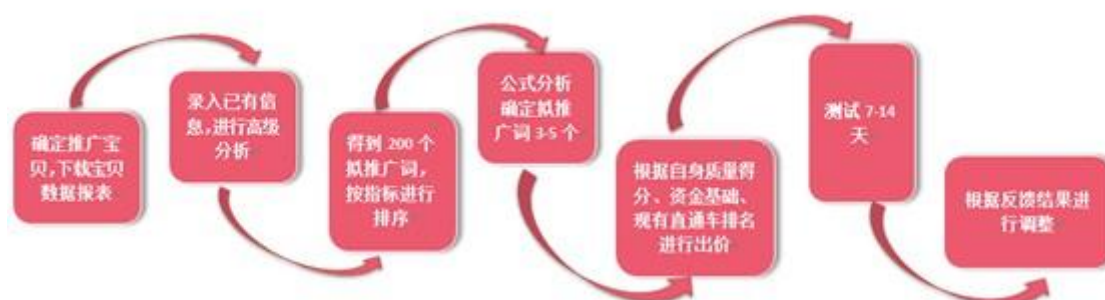 确定推广宝
贝,下载宝贝
数据报表
录入已有信
息,进行高级
分析
得到 200 个
拟推广词,
按指标进行
排序
公式分析
确定拟推
广词 3-5 个
根据自身质量得
分、资金基础、
现有直通车排名
进行出价
测试 7-14
天
根据反馈结果进
行调整